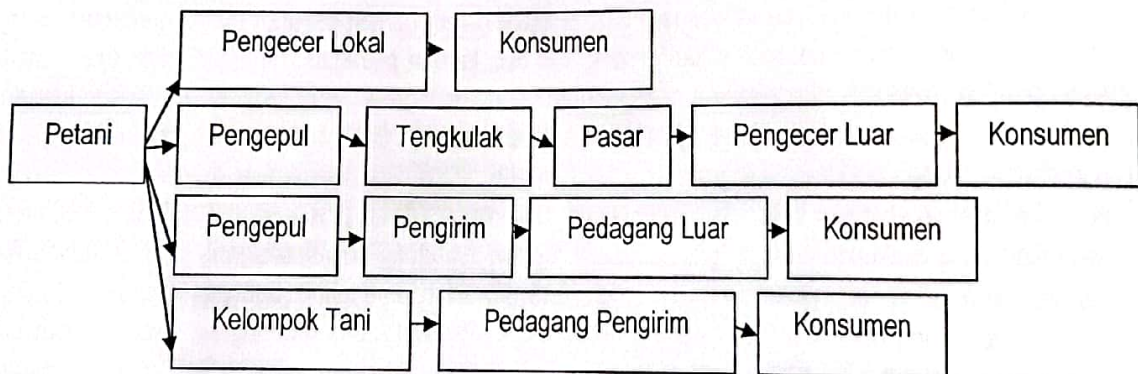 Pengecer Lokal
Konsumen
Petani
Pengepul
Tengkulak
Pasar
Pengecer Luar
Konsumen
Pengepul
Pengirim
Pedagang Luar
Konsumen
Kelompok Tani
Pedagang Pengirim
Konsumen